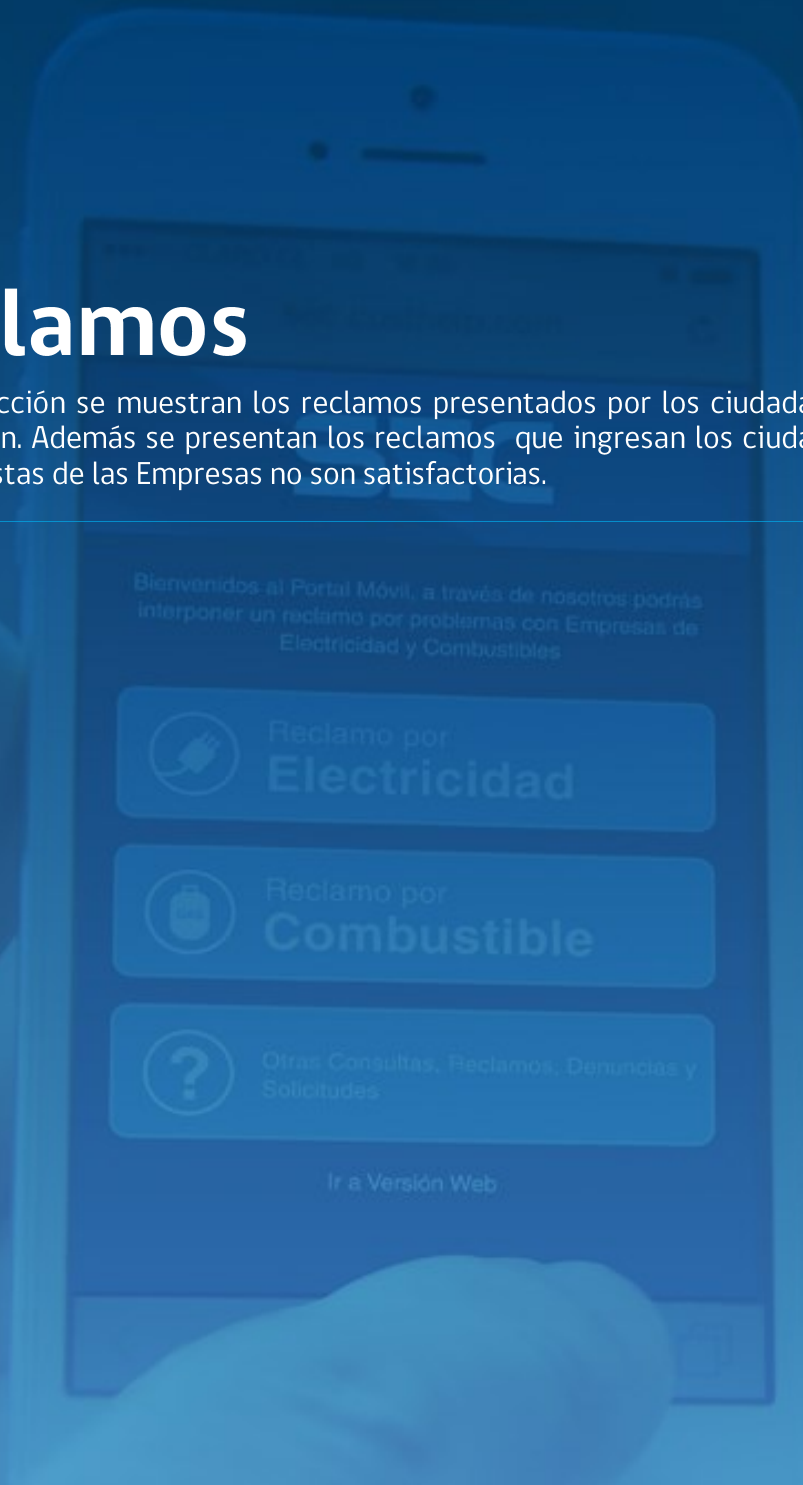 lamos
cción se muestran los reclamos presentados por los ciudada
n. Además se presentan los reclamos que ingresan los ciuda
stas de las Empresas no son satisfactorias.
SEC
Bienvenidos al Portal Móvil, a través de nosotros podrás
interponer un reclamo por problemas con Empresas de
Electricidad y Combustibles
Reclamo por
Electricidad
Reclamo por
Combustible
Otras Consultas, Reclamos, Denuncias y
Solicitudes
Ir a Versión Web